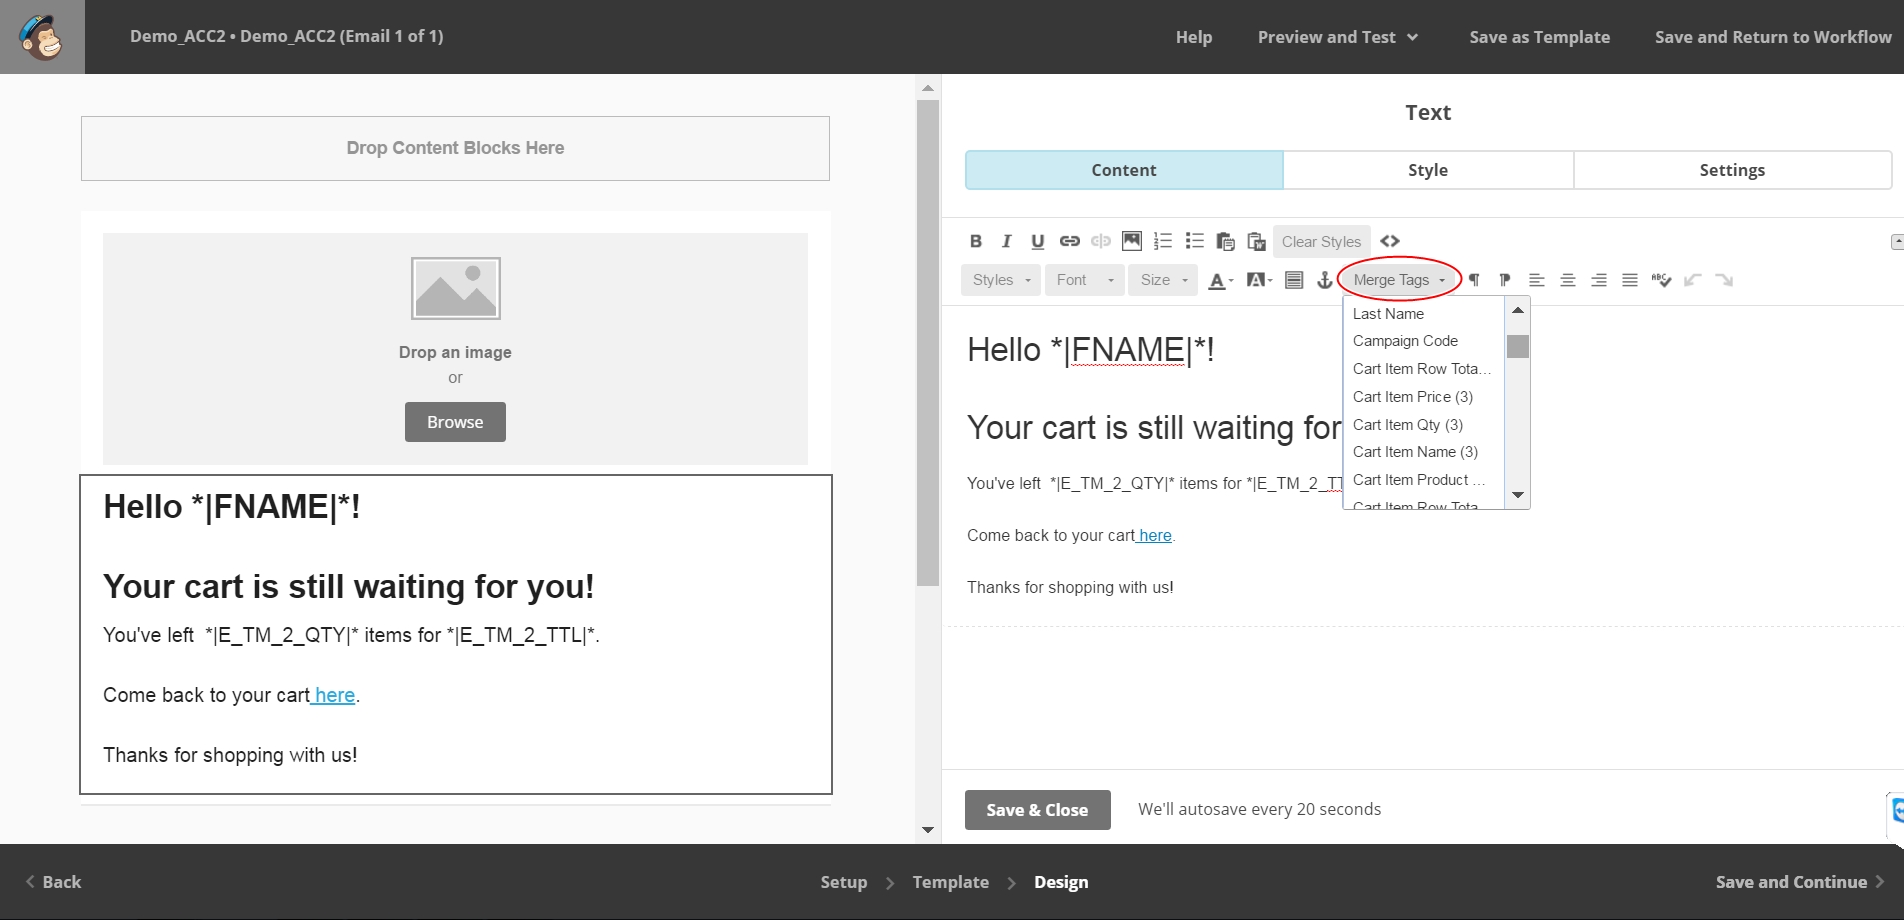 Demo_ACC2 • Demo_ACC2 (Email 1 of 1)
Help
Preview and Test
Save as Template
Save and Return to Workflow
Drop Content Blocks Here
Drop an image
or
Browse
Hello *|FNAME|*!
Your cart is still waiting for you!
You've left *|E_TM_2_QTY|* items for *|E_TM_2_TTL|*.
Come back to your cart here.
Thanks for shopping with us!
Text
Content
Style
Settings
B I U
Clear Styles
Styles
Font
Size
A
A
Merge Tags
ABC
Last Name
Campaign Code
Cart Item Row Tota...
Cart Item Price (3)
Cart Item Qty (3)
Cart Item Name (3)
Cart Item Product ...
Cart Item Row Tota
Hello *|FNAME|*!
Your cart is still waiting for
You've left *|E_TM_2_QTY|* items for *|E_TM_2_TT
Come back to your cart here.
Thanks for shopping with us!
Save & Close
We'll autosave every 20 seconds
Back
Setup
Template
Design
Save and Continue